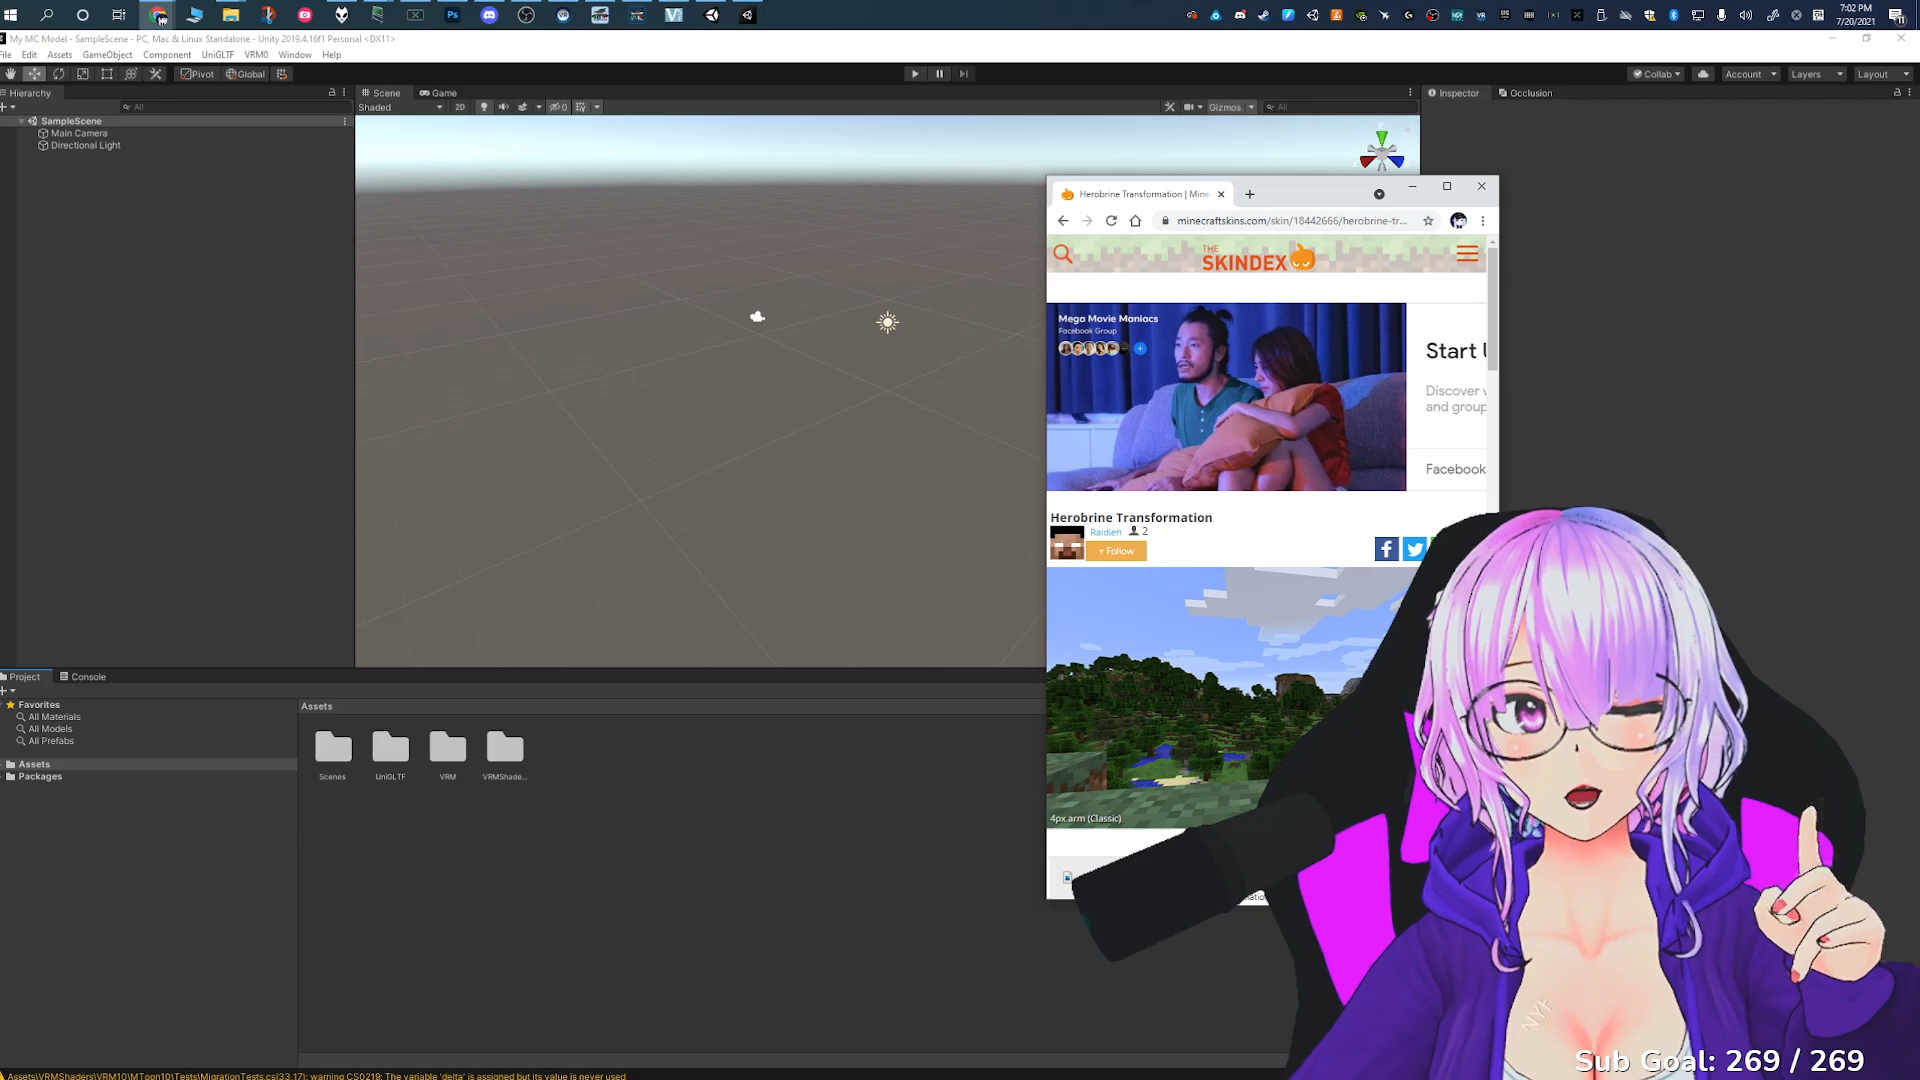 7:02 PM
7/20/2021
My MC Model - SampleScene - PC, Mac & Linux Standalone - Unity 2019.4.16f1 Personal <DX11>
File Edit Assets GameObject Component UniGLTF VRM0 Window Help
Pivot Global
Collab Account Layers Layout
Hierarchy
Scene Game
Inspector Occlusion
All
Shaded 2D 0 Gizmos All
SampleScene
Main Camera
Directional Light
Herobrine Transformation | Mine
minecraftskins.com/skin/18442666/herobrine-tr...
THE
SKINDEX
Mega Movie Maniacs
Facebook Group
Start
Discover
and group
Facebook
Herobrine Transformation
Raidien 2
+ Follow
4px arm (Classic)
Project Console
Favorites
All Materials
All Models
All Prefabs
Assets
Packages
Assets
Scenes UniGLTF VRM VRMShade...
NYF
Assets\VRMShaders\VRM10\MToon10\Tests\MigrationTests.cs(33,17): warning CS0219: The variable 'delta' is assigned but its value is never used
Sub Goal: 269 / 269